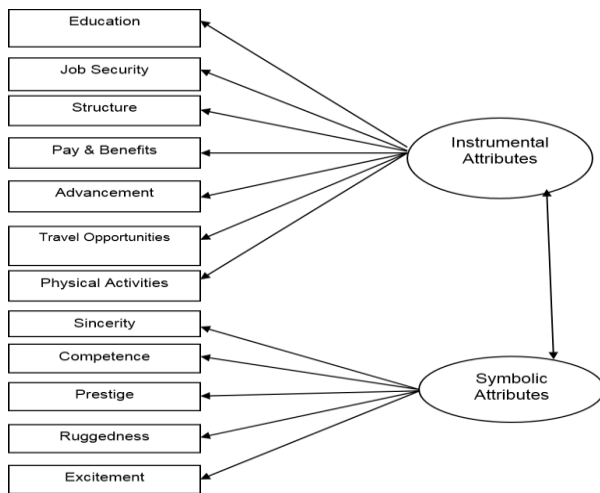 Education
Job Security
Structure
Pay & Benefits
Advancement
Travel Opportunities
Physical Activities
Sincerity
Competence
Prestige
Ruggedness
Excitement
Instrumental
Attributes
Symbolic
Attributes